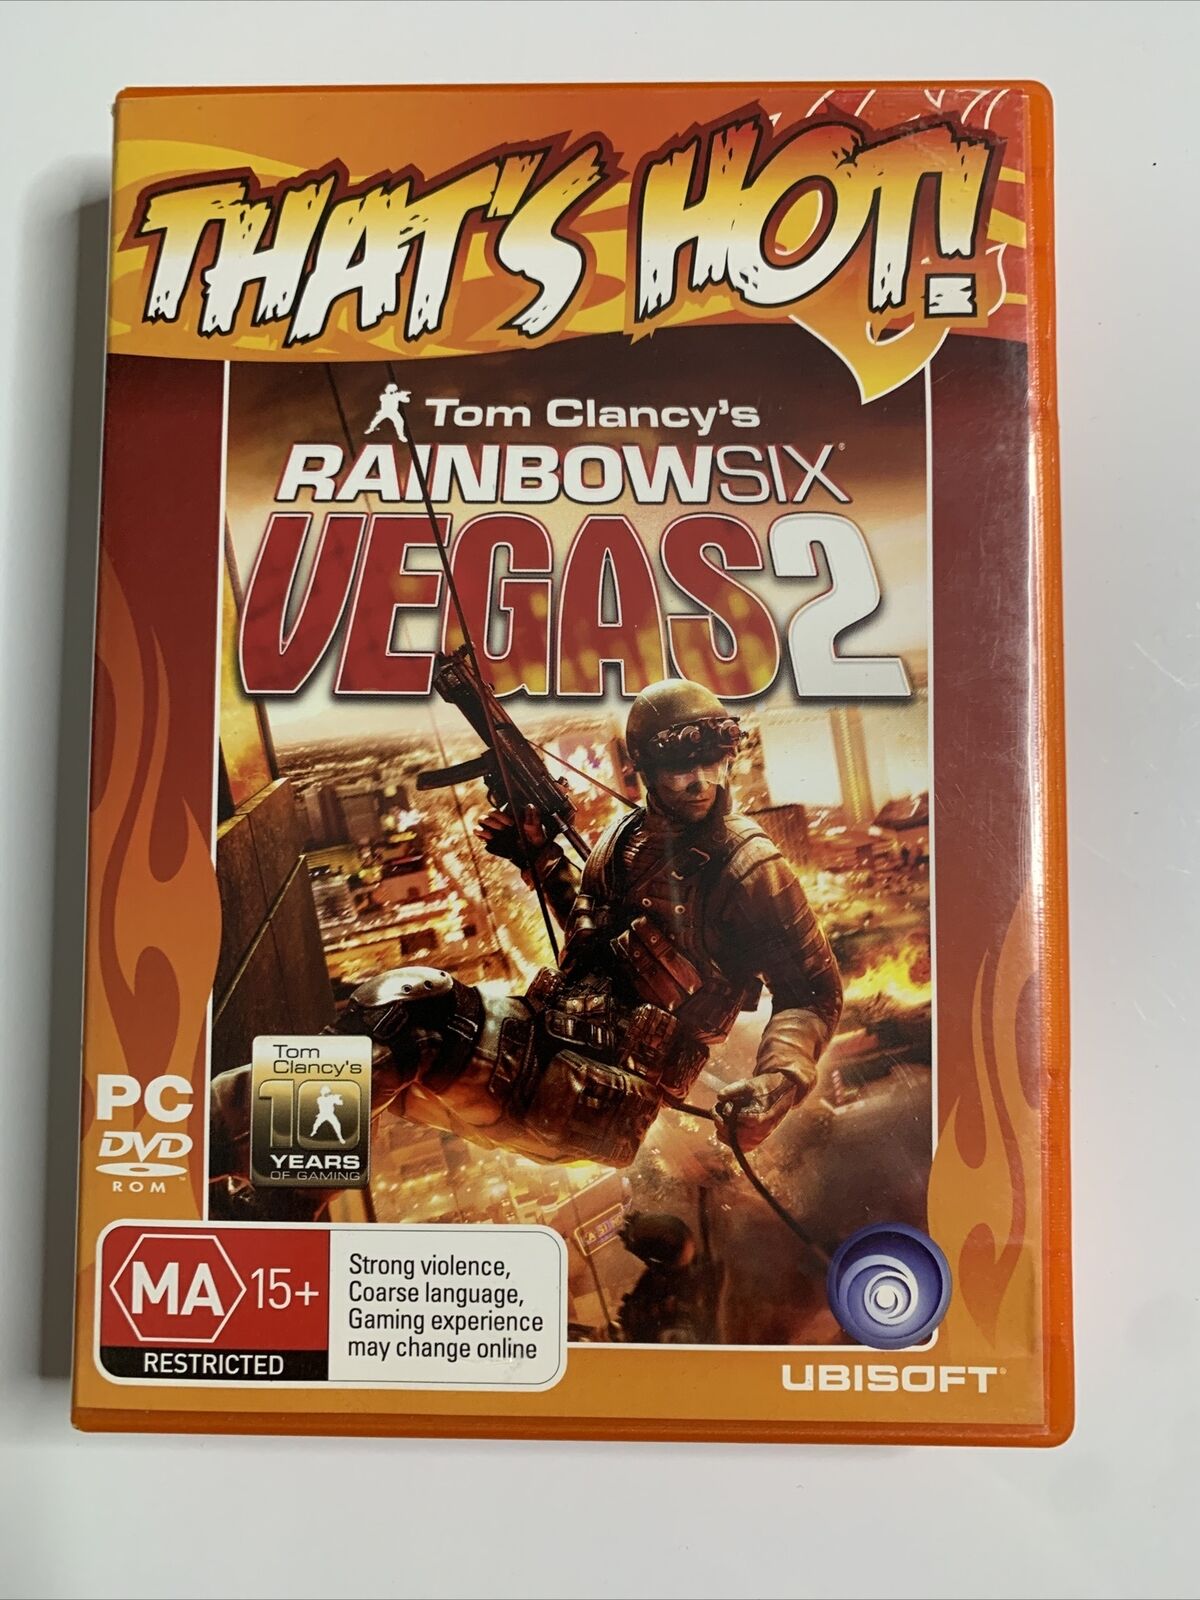 THAT'S HOT!
Tom Clancy's
RAINBOWSIX®
VEGAS2
Tom
Clancy's
10
YEARS
OF GAMING
PC
DVD™
ROM
MA 15+
RESTRICTED
Strong violence,
Coarse language,
Gaming experience
may change online
UBISOFT®